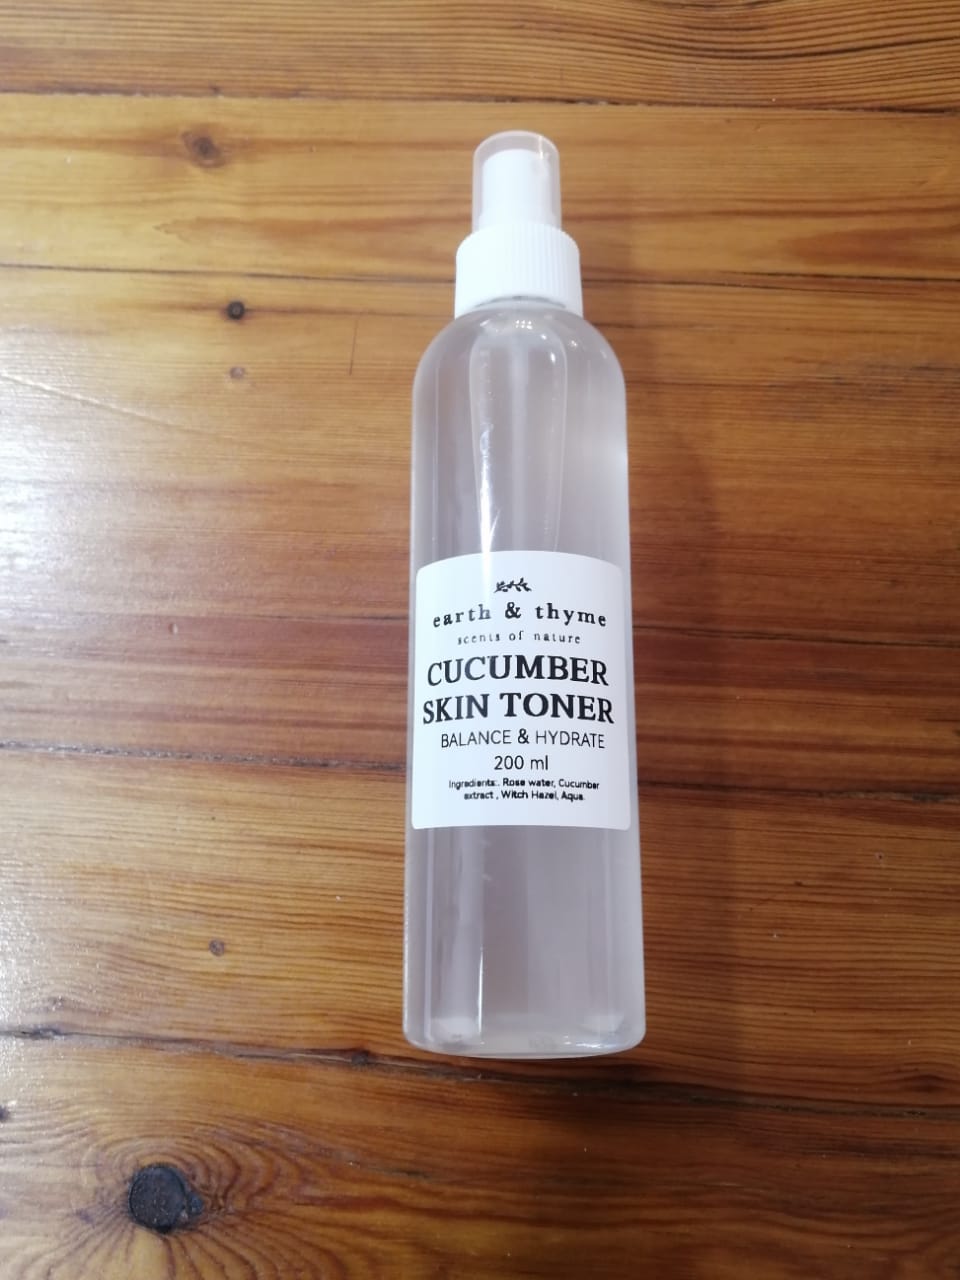 earth & thyme
scents of nature
CUCUMBER
SKIN TONER
BALANCE & HYDRATE
200 ml
Ingredients:. Rose water, Cucumber
extract , Witch Hazel, Aqua.